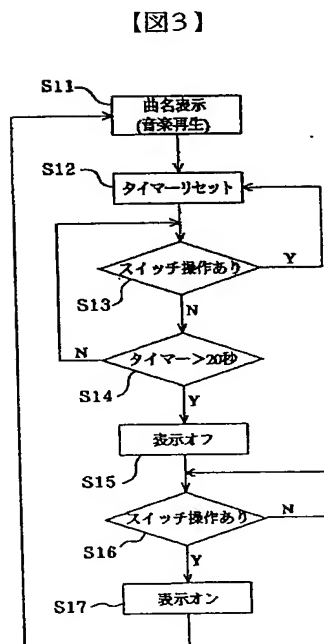 【図3】
S11
曲名表示
(音楽再生)
S12
タイマーリセット
スイッチ操作あり
Y
S13
N
タイマー>20秒
N
S14
Y
表示オフ
S15
スイッチ操作あり
N
S16
Y
S17
表示オン